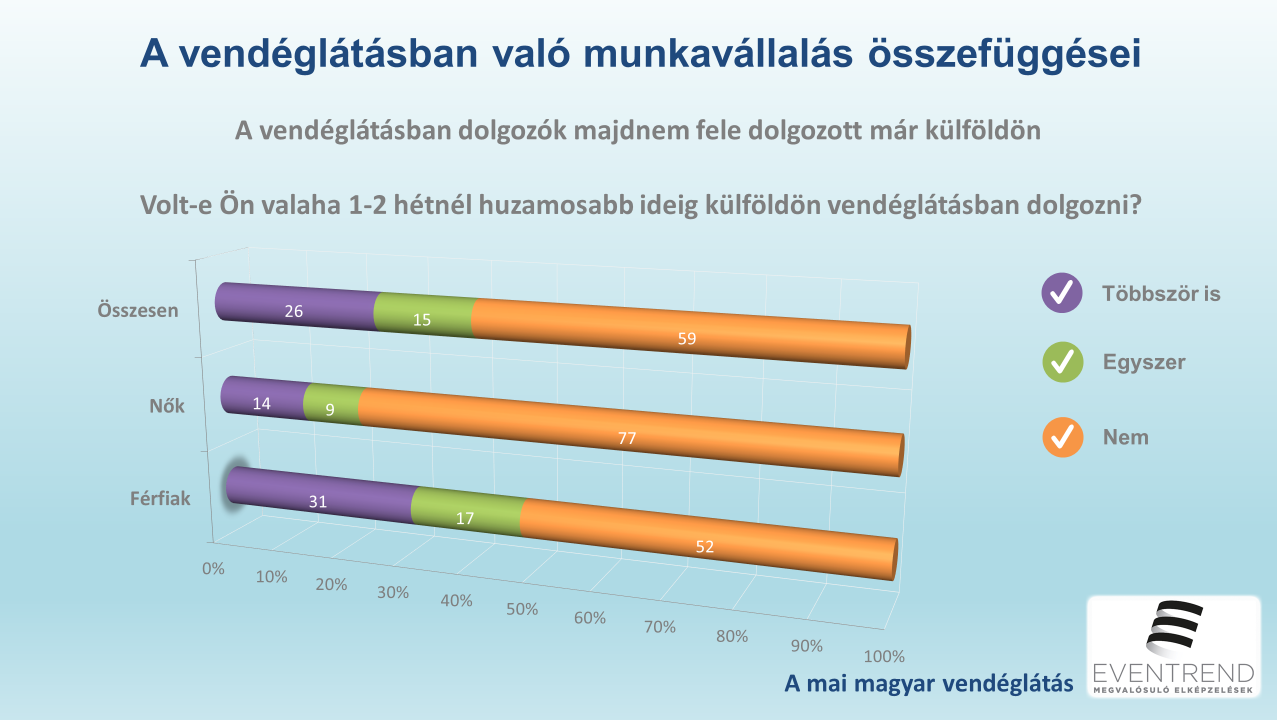 A vendéglátásban való munkavállalás összefüggései
A vendéglátásban dolgozók majdnem fele dolgozott már külföldön
Volt-e Ön valaha 1-2 hétnél huzamosabb ideig külföldön vendéglátásban dolgozni?
Összesen
26
15
59
Nők
14
9
77
Férfiak
31
17
52
0%
10%
20%
30%
40%
50%
60%
70%
80%
90%
100%
Többször is
Egyszer
Nem
A mai magyar vendéglátás
EVENTREND
MEGVALÓSULÓ ELKÉPZELÉSEK